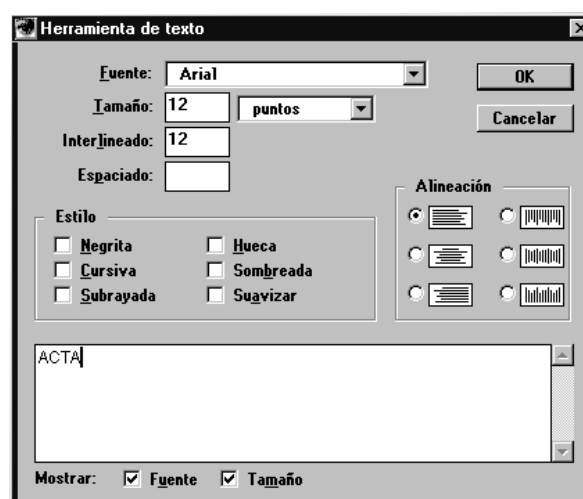 Herramienta de texto
Fuente: Arial
OK
Tamaño: 12 puntos
Cancelar
Interlineado: 12
Espaciado:
Alineación
Estilo
Negrita Hueca
Cursiva Sombreada
Subrayada Suavizar
ACTA
Mostrar: Fuente Tamaño